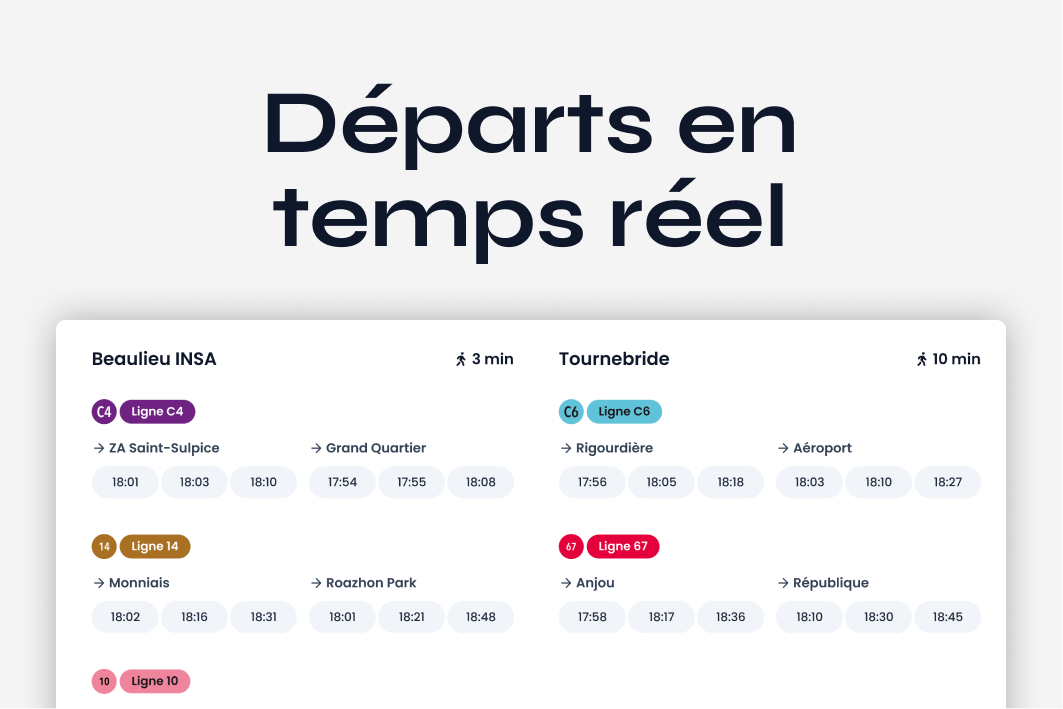 Départs en
temps réel
Beaulieu INSA 3 min
C4 Ligne C4
→ ZA Saint-Sulpice → Grand Quartier
18:01 18:03 18:10 17:54 17:55 18:08
14 Ligne 14
→ Monniais → Roazhon Park
18:02 18:16 18:31 18:01 18:21 18:48
10 Ligne 10
Tournebride 10 min
C6 Ligne C6
→ Rigourdière → Aéroport
17:56 18:05 18:18 18:03 18:10 18:27
67 Ligne 67
→ Anjou → République
17:58 18:17 18:36 18:10 18:30 18:45